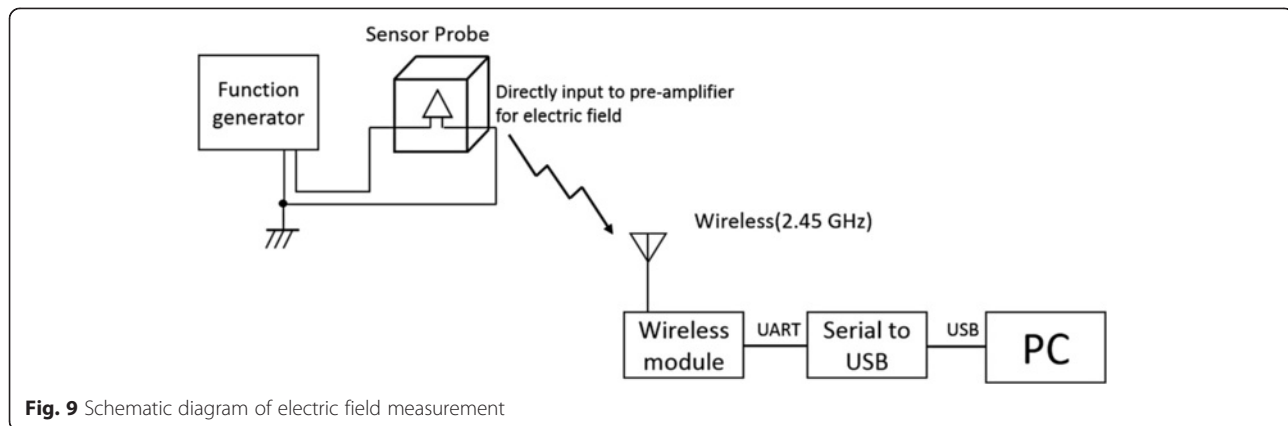 Sensor Probe
Function
generator
Directly input to pre-amplifier
for electric field
Wireless(2.45 GHz)
Wireless
module
UART
Serial to
USB
USB
PC
Fig. 9 Schematic diagram of electric field measurement